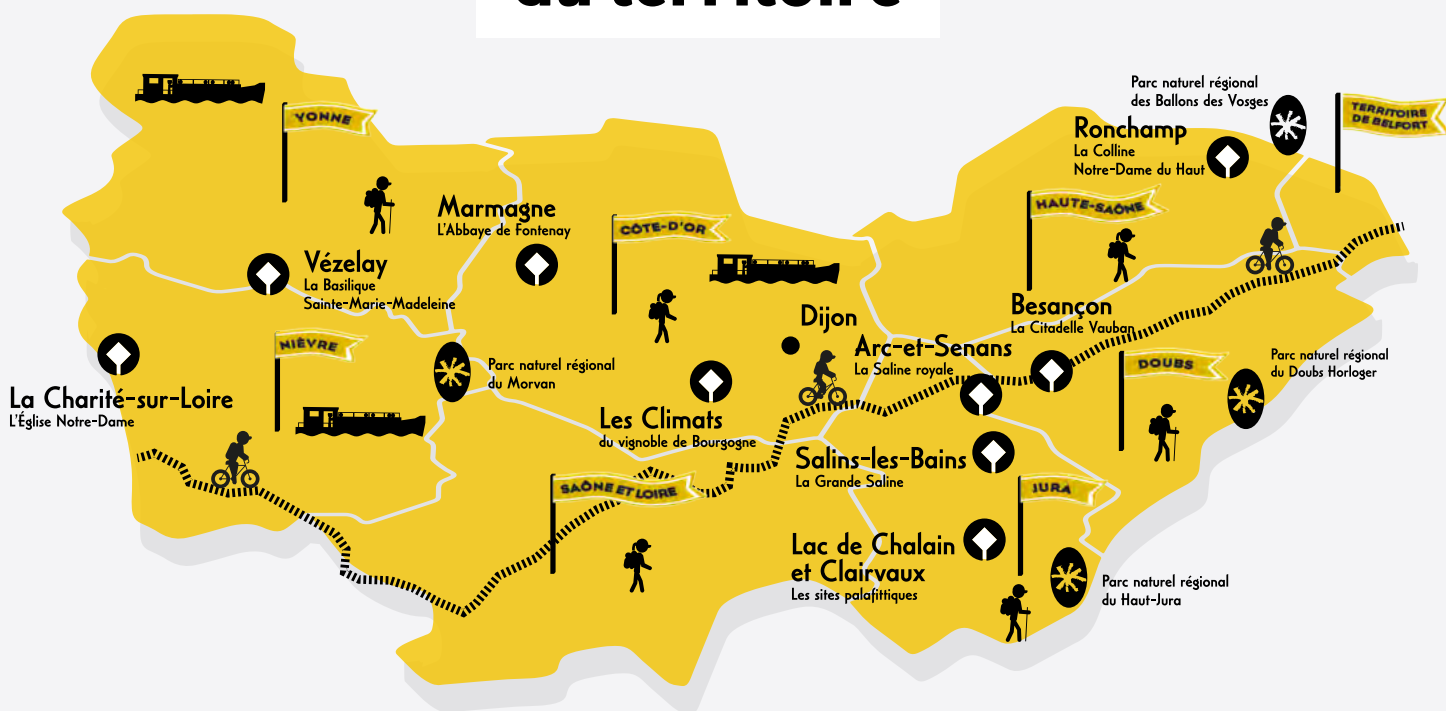 du territoire
Parc naturel régional
des Ballons des Vosges
TERRITOIRE
DE BELFORT
YONNE
Ronchamp
La Colline
Notre-Dame du Haut
Marmagne
L'Abbaye de Fontenay
CÔTE-D'OR
HAUTE-SAÔNE
Vézelay
La Basilique
Sainte-Marie-Madeleine
Besançon
La Citadelle Vauban
Dijon
NIÈVRE
Arc-et-Senans
La Saline royale
Parc naturel régional
du Morvan
DOUBS
Parc naturel régional
du Doubs Horloger
La Charité-sur-Loire
L'Église Notre-Dame
Les Climats
du vignoble de Bourgogne
Salins-les-Bains
La Grande Saline
SAÔNE ET LOIRE
JURA
Lac de Chalain
et Clairvaux
Les sites palafittiques
Parc naturel régional
du Haut-Jura